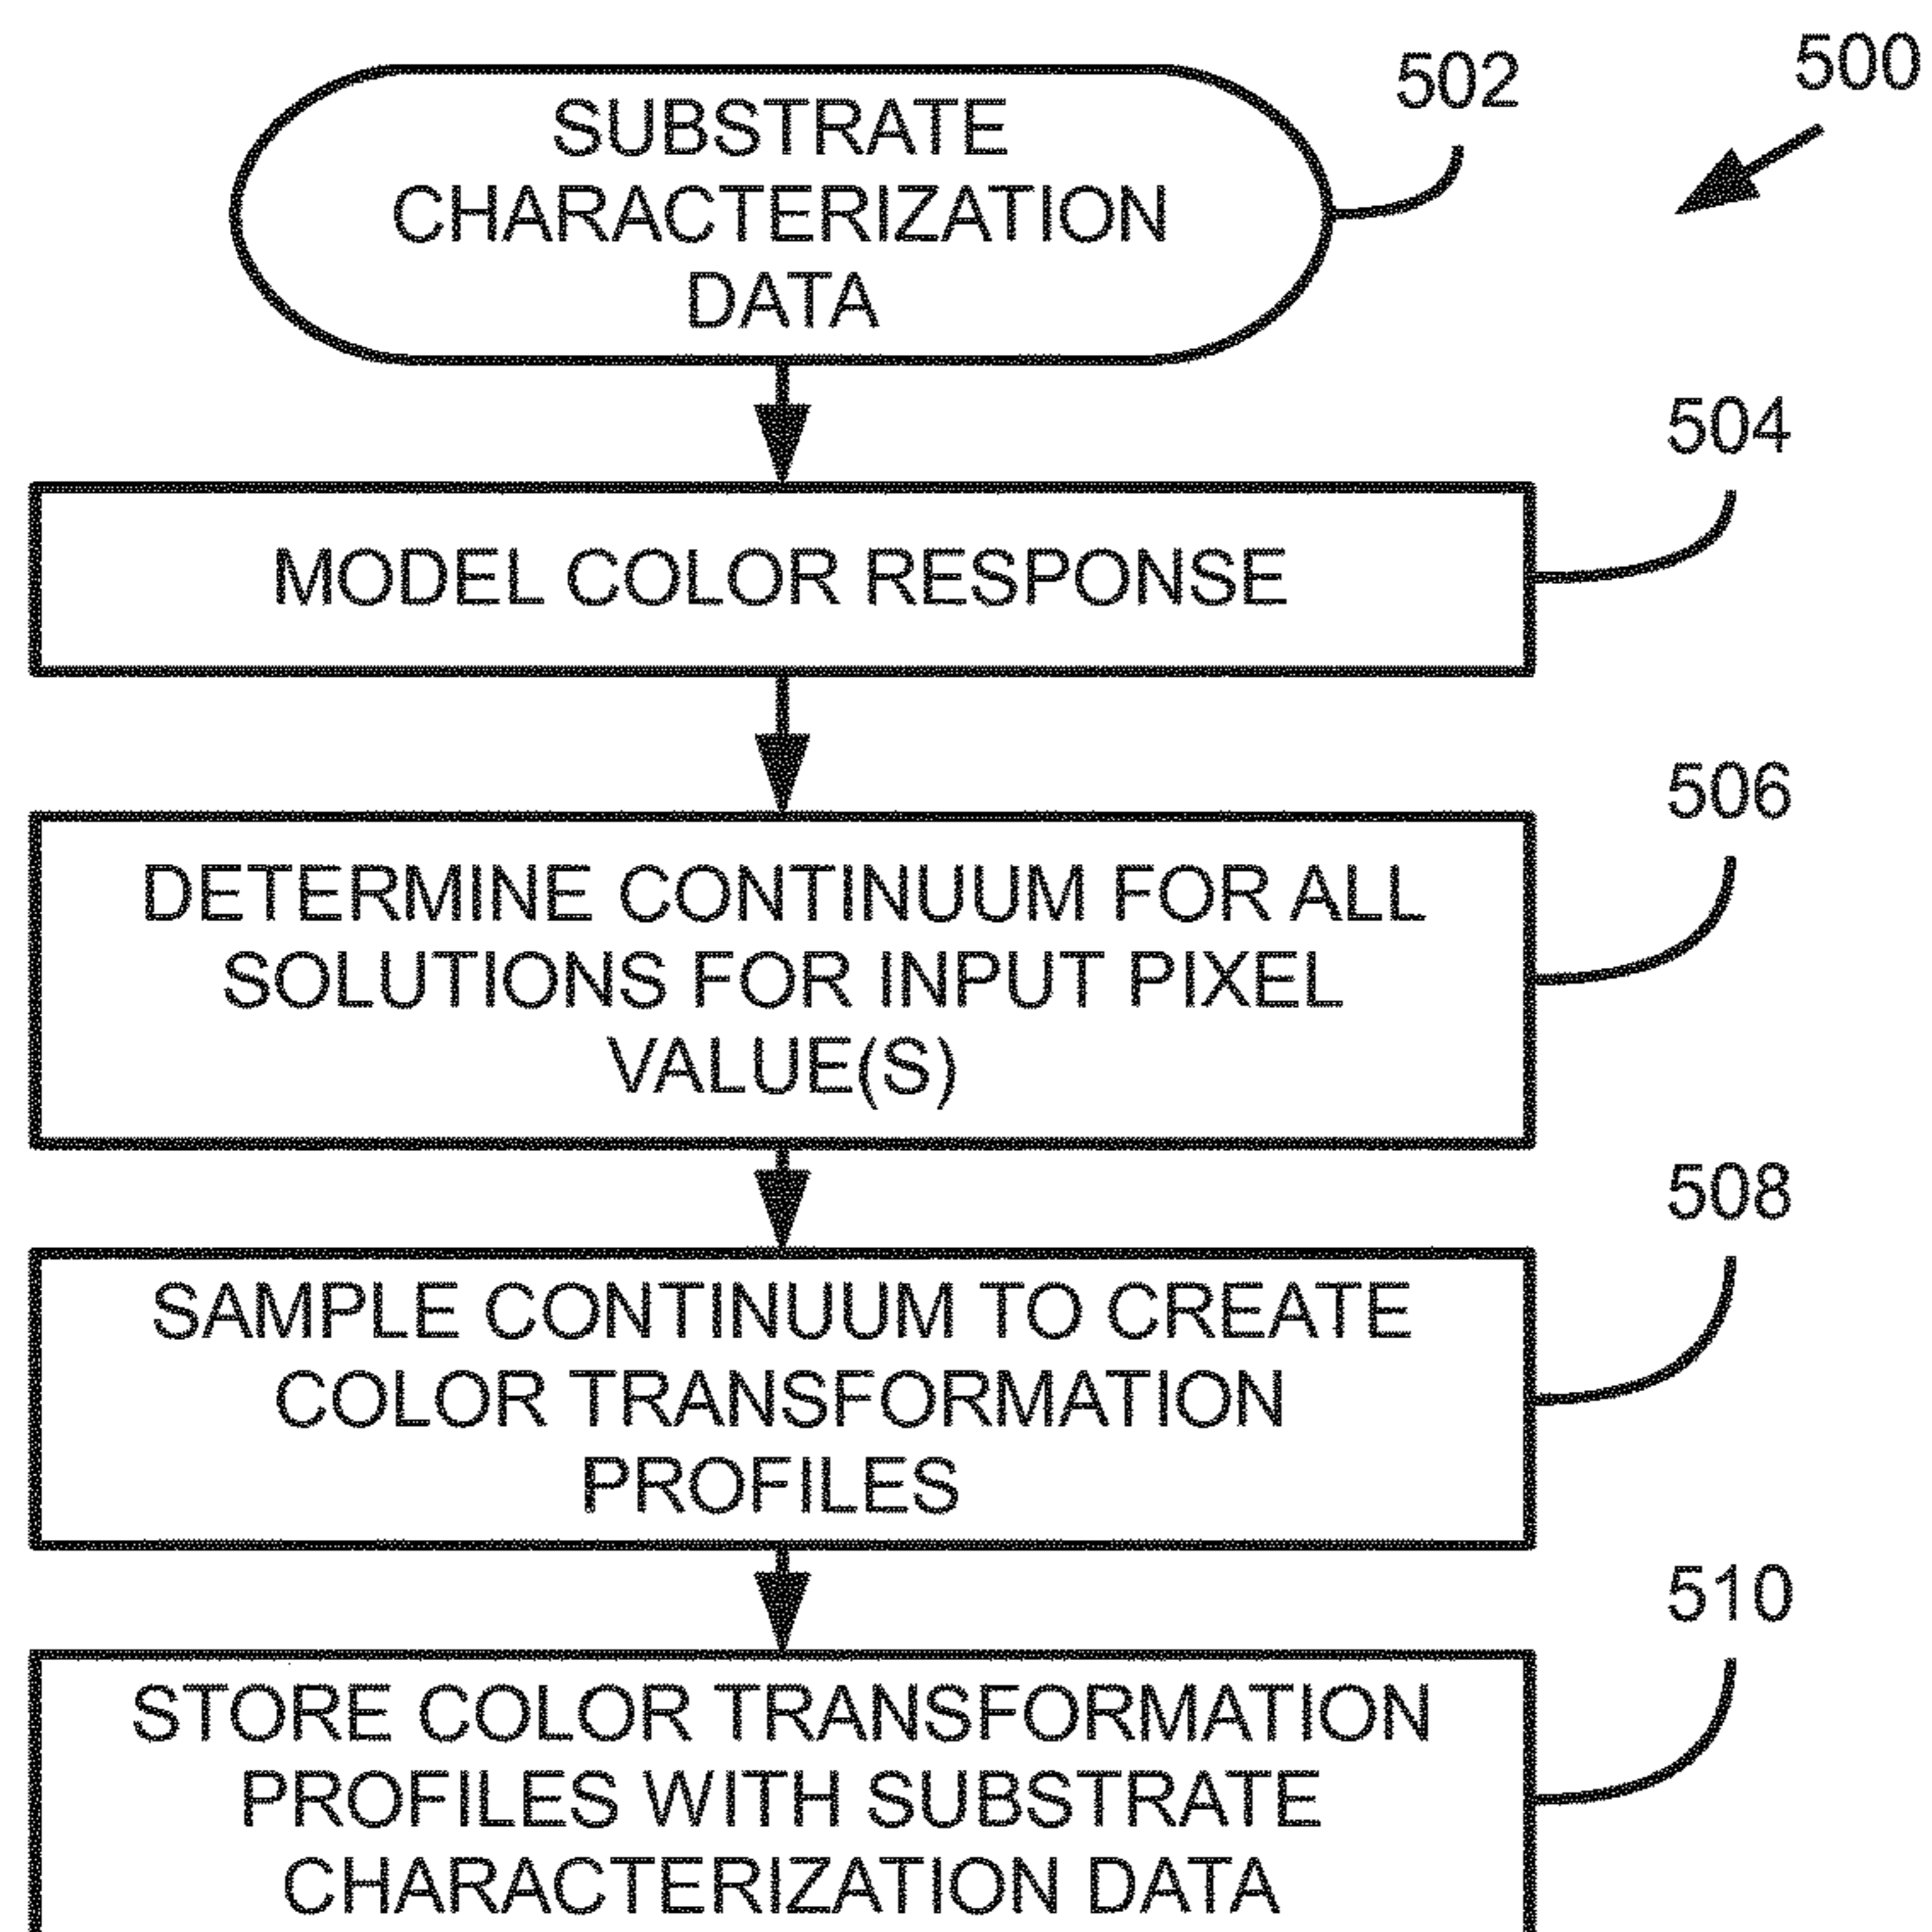 500
502
SUBSTRATE
CHARACTERIZATION
DATA
504
MODEL COLOR RESPONSE
506
DETERMINE CONTINUUM FOR ALL
SOLUTIONS FOR INPUT PIXEL
VALUE(S)
508
SAMPLE CONTINUUM TO CREATE
COLOR TRANSFORMATION
PROFILES
510
STORE COLOR TRANSFORMATION
PROFILES WITH SUBSTRATE
CHARACTERIZATION DATA